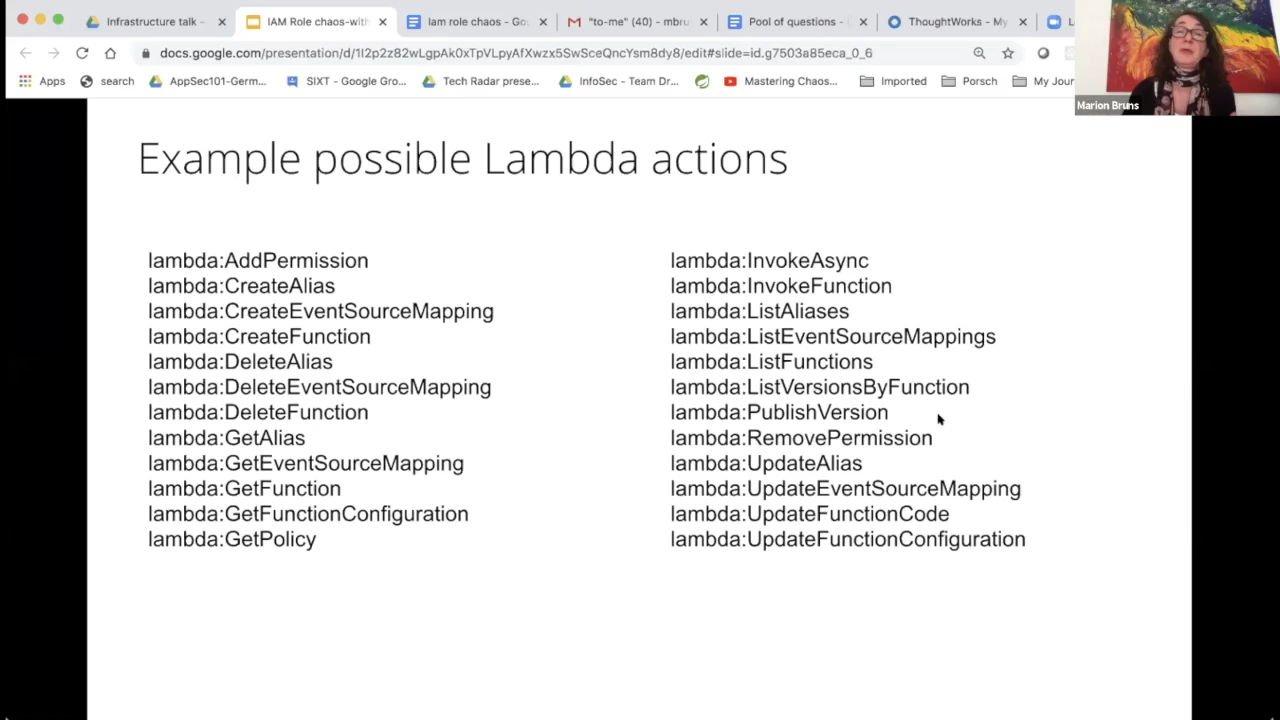 Infrastructure talk -
IAM Role chaos-with
Iam role chaos - Go
"to-me" (40) - mbru
Pool of questions -
ThoughtWorks - My
docs.google.com/presentation/d/1I2p2z82wLgpAk0xTpVLpyAfXwzx5SwSceQncYsm8dy8/edit#slide=id.g7503a85eca_0_6
Apps
search
AppSec101-Germ...
SIXT - Google Gro...
Tech Radar prese...
InfoSec - Team Dr...
Mastering Chaos...
Imported
Porsch
My Jour
Marion Bruns
Example possible Lambda actions
lambda:AddPermission
lambda:CreateAlias
lambda:CreateEventSourceMapping
lambda:CreateFunction
lambda:DeleteAlias
lambda:DeleteEventSourceMapping
lambda:DeleteFunction
lambda:GetAlias
lambda:GetEventSourceMapping
lambda:GetFunction
lambda:GetFunctionConfiguration
lambda:GetPolicy
lambda:InvokeAsync
lambda:InvokeFunction
lambda:ListAliases
lambda:ListEventSourceMappings
lambda:ListFunctions
lambda:ListVersionsByFunction
lambda:PublishVersion
lambda:RemovePermission
lambda:UpdateAlias
lambda:UpdateEventSourceMapping
lambda:UpdateFunctionCode
lambda:UpdateFunctionConfiguration